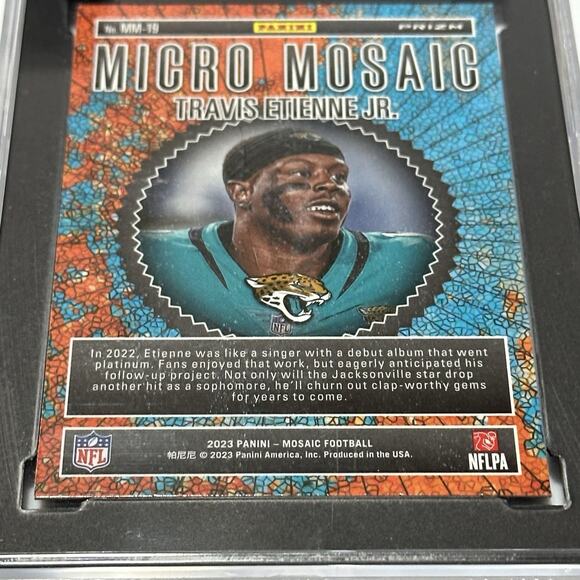 No. MM-19 PANINI PRIZM
MICRO MOSAIC
TRAVIS ETIENNE JR.
NFL
In 2022, Etienne was like a singer with a debut album that went
platinum. Fans enjoyed that work, but eagerly anticipated his
follow-up project. Not only will the Jacksonville star drop
another hit as a sophomore, he'll churn out clap-worthy gems
for years to come.
NFL
2023 PANINI – MOSAIC FOOTBALL
帕尼尼 © 2023 Panini America, Inc. Produced in the USA.
NFLPA